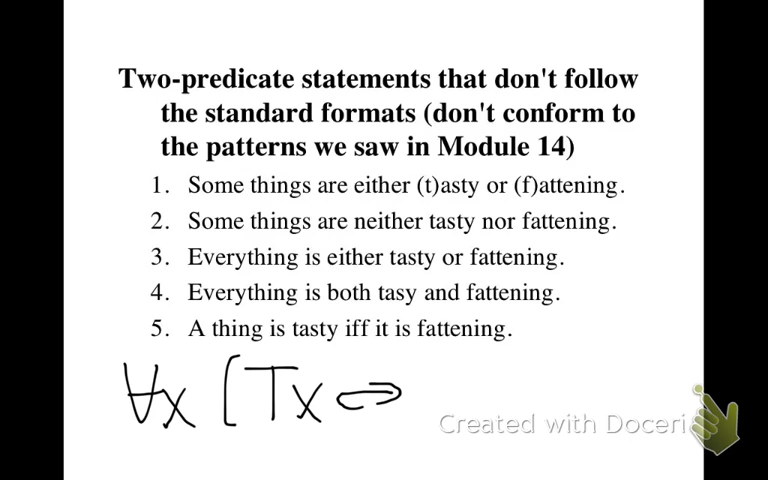 Two-predicate statements that don't follow
the standard formats (don't conform to
the patterns we saw in Module 14)
1. Some things are either (t)asty or (f)attening.
2. Some things are neither tasty nor fattening.
3. Everything is either tasty or fattening.
4. Everything is both tasy and fattening.
5. A thing is tasty iff it is fattening.
∀x [Tx ⇔
Created with Doceri